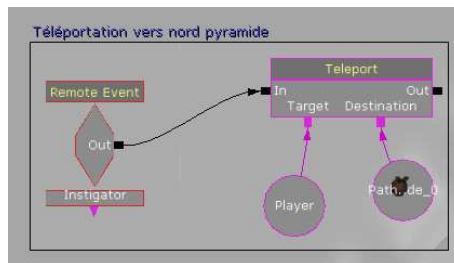 Téléportation vers nord pyramide
Teleport
Remote Event
In
Out
Target
Destination
Out
Instigator
Player